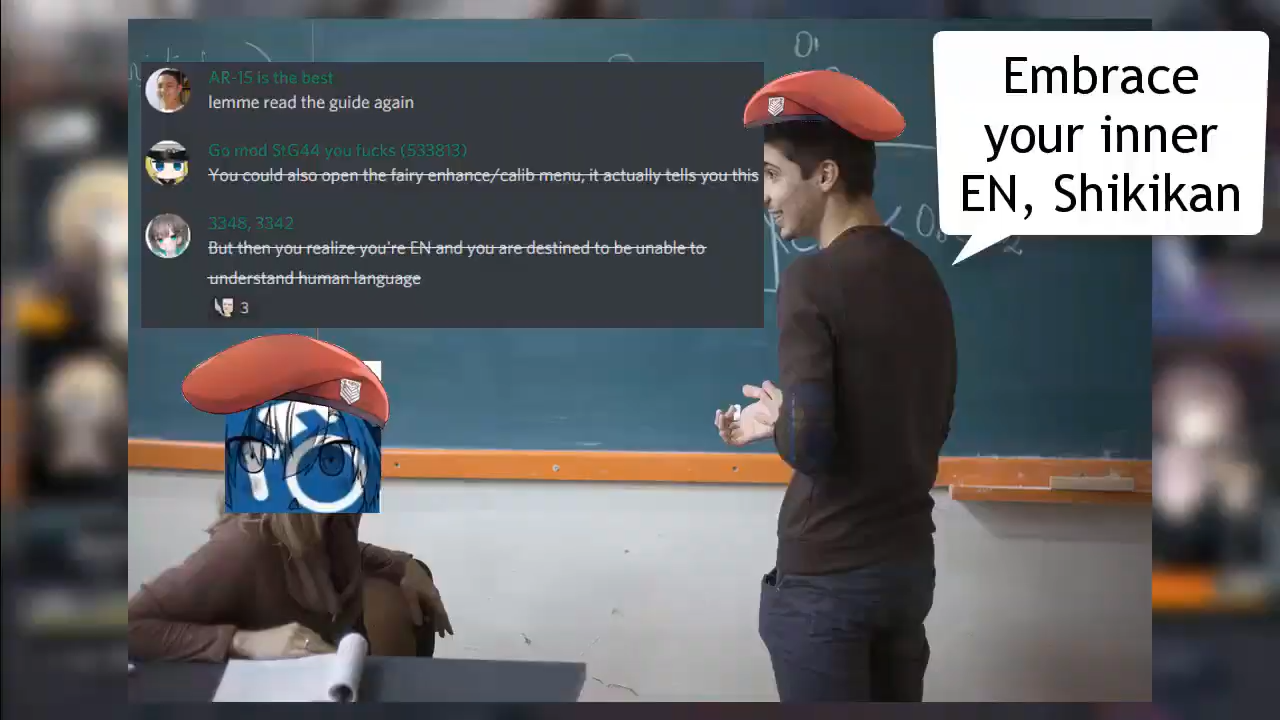 AR-15 is the best
lemme read the guide again
Go mod StG44 you fucks (533813)
You could also open the fairy enhance/calib menu, it actually tells you this
3348, 3342
But then you realize you're EN and you are destined to be unable to
understand human language
3
Embrace
your inner
EN, Shikikan